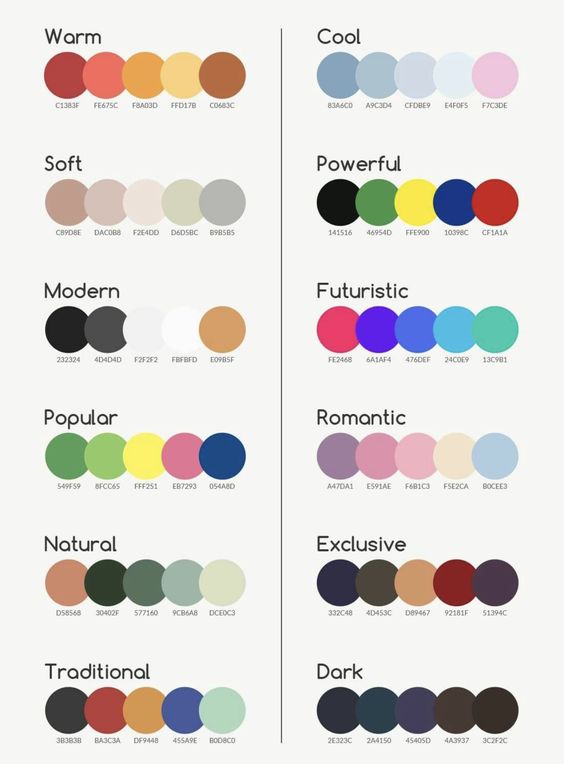 Warm
C1383F FE675C F8A03D FFD17B C0683C
Soft
C89D8E DAC0B8 F2E4DD D6D5BC B9B5B5
Modern
232324 4D4D4D F2F2F2 FBFBFD E09B5F
Popular
549F59 8FCC65 FFF251 EB7293 054A8D
Natural
D58568 30402F 577160 9CB6A8 DCE0C3
Traditional
3B3B3B BA3C3A DF9448 455A9E B0D8C0
Cool
83A6C0 A9C3D4 CFDBE9 E4F0F5 F7C3DE
Powerful
141516 46954D FFE900 10398C CF1A1A
Futuristic
FE2468 6A1AF4 476DEF 24C0E9 13C9B1
Romantic
A47DA1 E591AE F6B1C3 F5E2CA B0CEE3
Exclusive
332C48 4D453C D89467 92181F 51394C
Dark
2E323C 2A4150 45405D 4A3937 3C2F2C